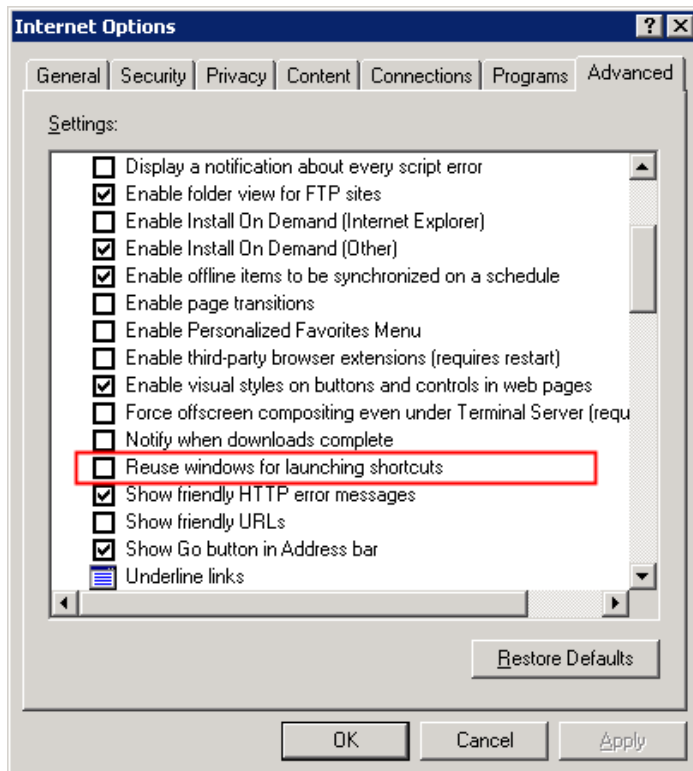 Internet Options
General Security Privacy Content Connections Programs Advanced
Settings:
Display a notification about every script error
Enable folder view for FTP sites
Enable Install On Demand (Internet Explorer)
Enable Install On Demand (Other)
Enable offline items to be synchronized on a schedule
Enable page transitions
Enable Personalized Favorites Menu
Enable third-party browser extensions (requires restart)
Enable visual styles on buttons and controls in web pages
Force offscreen compositing even under Terminal Server (requ
Notify when downloads complete
Reuse windows for launching shortcuts
Show friendly HTTP error messages
Show friendly URLs
Show Go button in Address bar
Underline links
Restore Defaults
OK Cancel Apply